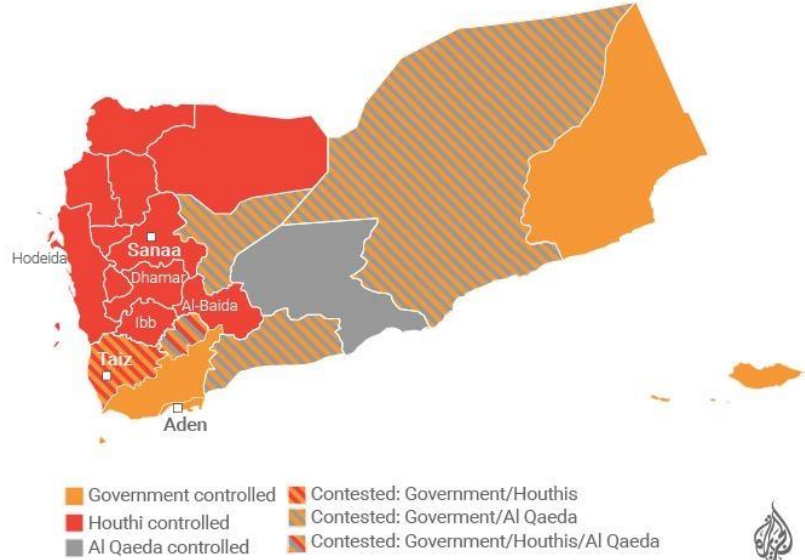 Hodeida
Sanaa
Dhamar
Al-Baida
Ibb
Taiz
Aden
Government controlled
Houthi controlled
Al Qaeda controlled
Contested: Government/Houthis
Contested: Goverment/Al Qaeda
Contested: Government/Houthis/Al Qaeda